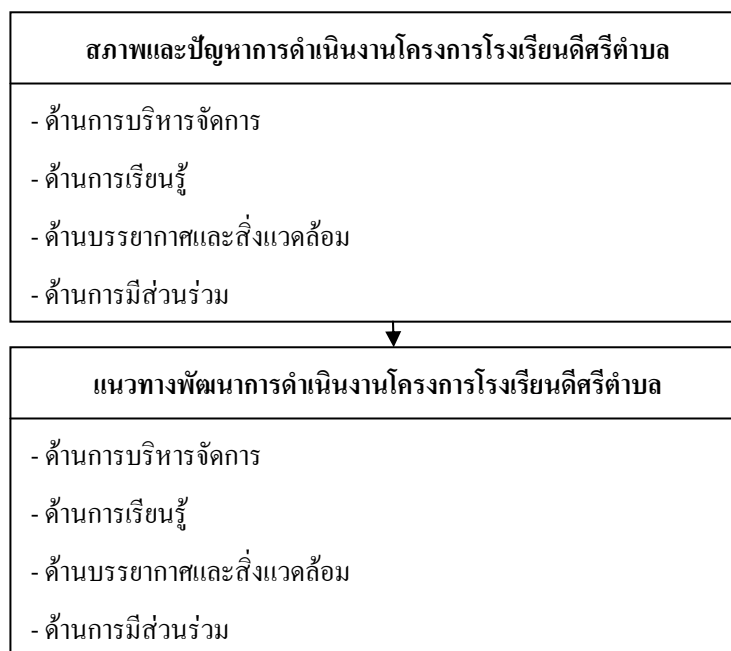 สภาพและปัญหาการดำเนินงานโครงการโรงเรียนดีศรีตำบล
- ด้านการบริหารจัดการ
- ด้านการเรียนรู้
- ด้านบรรยากาศและสิ่งแวดล้อม
- ด้านการมีส่วนร่วม
แนวทางพัฒนาการดำเนินงานโครงการโรงเรียนดีศรีตำบล
- ด้านการบริหารจัดการ
- ด้านการเรียนรู้
- ด้านบรรยากาศและสิ่งแวดล้อม
- ด้านการมีส่วนร่วม